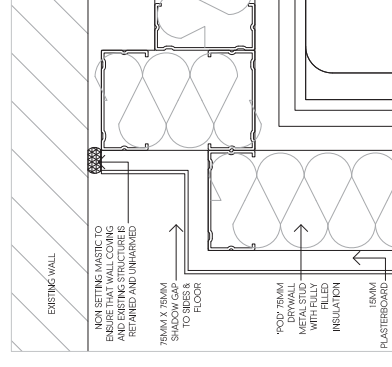 EXISTING WALL
NON SETTING MASTIC TO
ENSURE THAT WALL COVING
AND EXISTING STRUCTURE IS
RETAINED AND UNHARMED
75MM X 75MM
SHADOW GAP
TO SIDES &
FLOOR
"POD" 75MM
DRYWALL
METAL STUD
WITH FULLY
FILLED
INSULATION
15MM
PLASTERBOARD